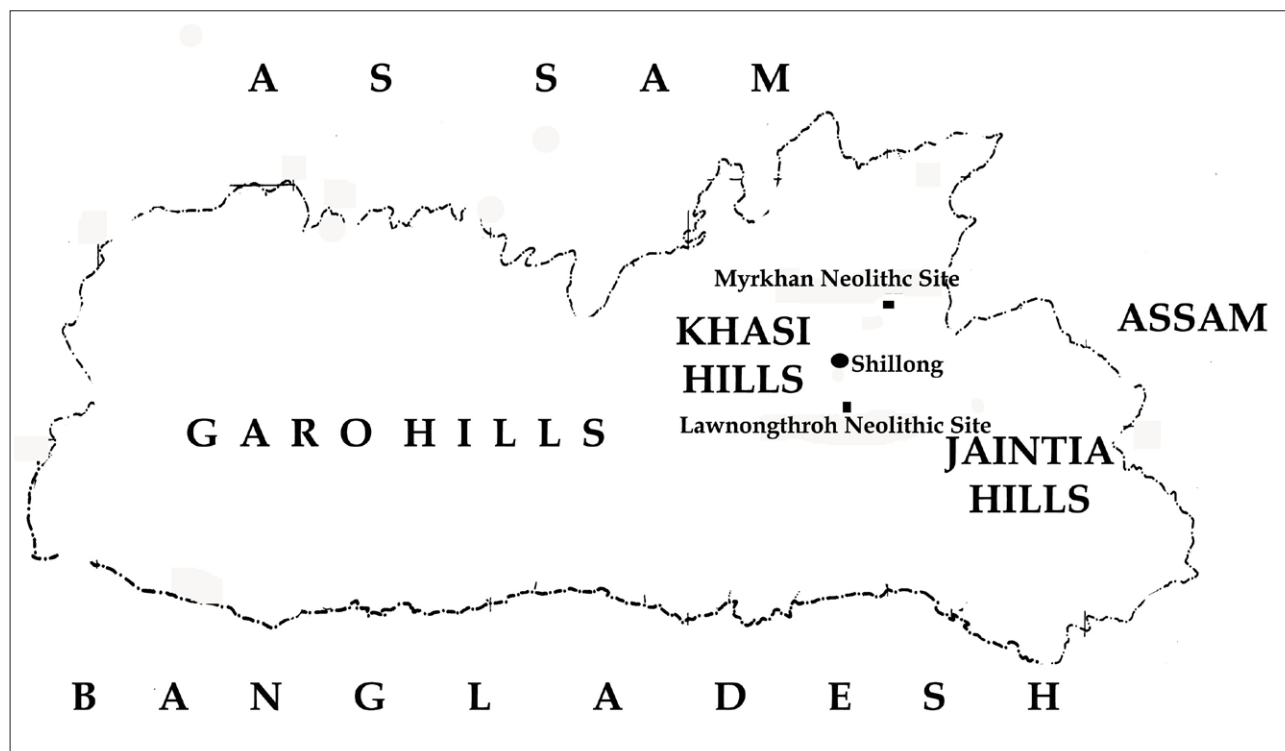 A S S A M
Myrkhan Neolithc Site
KHASI
HILLS
ASSAM
Shillong
G A R O H I L L S
Lawnongthroh Neolithic Site
JAINTIA
HILLS
B A N G L A D E S H